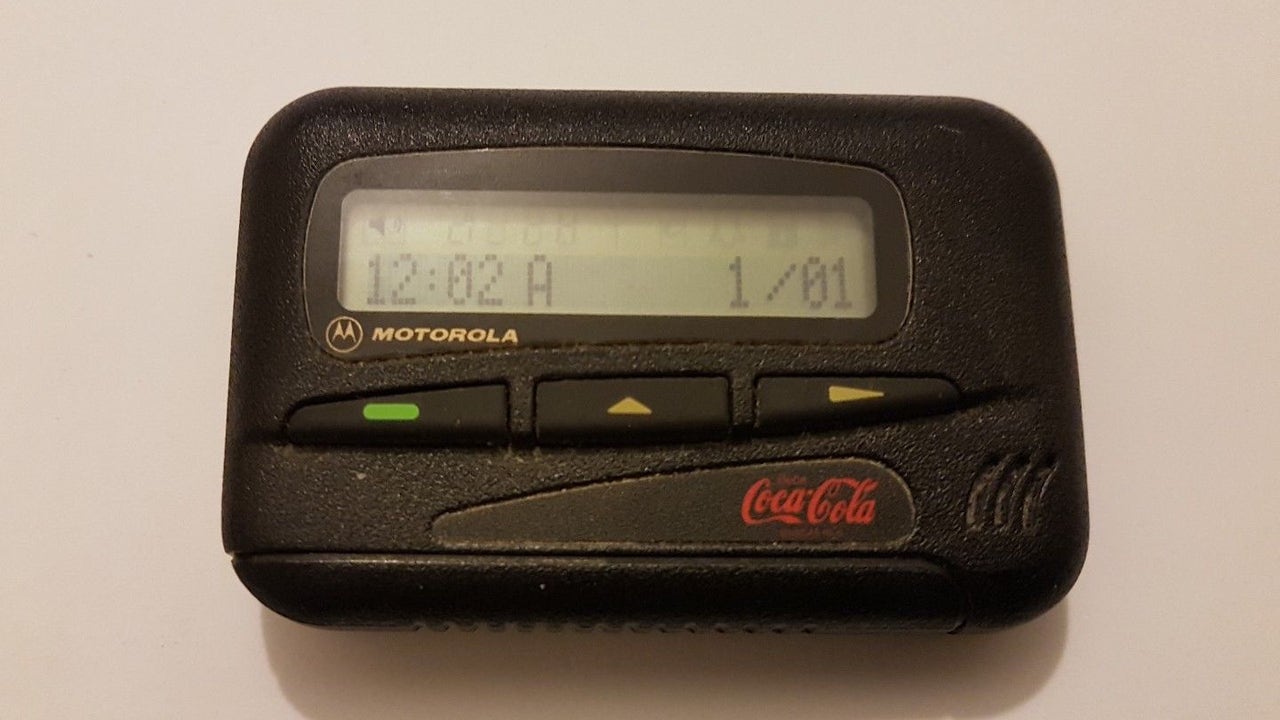 12:02 A 1/01
MOTOROLA
Coca-Cola